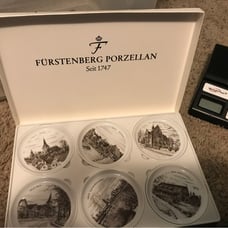 F
FÜRSTENBERG PORZELLAN
Seit 1747